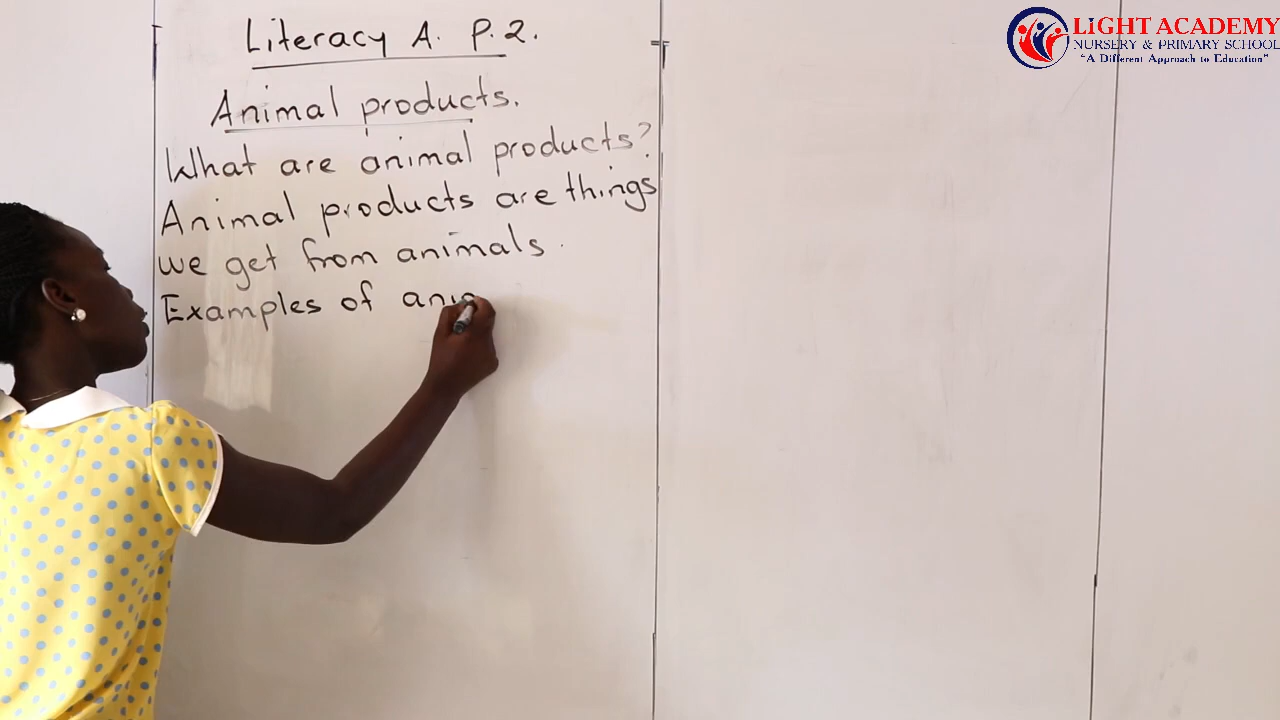 Literacy A. P.2.
Animal products.
What are animal products?
Animal products are things
we get from animals.
Examples of
LIGHT ACADEMY
NURSERY & PRIMARY SCHOOL
"A Different Approach to Education"